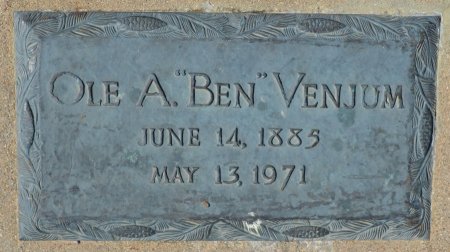 OLE A. "BEN" VENJUM
JUNE 14, 1885
MAY 13, 1971